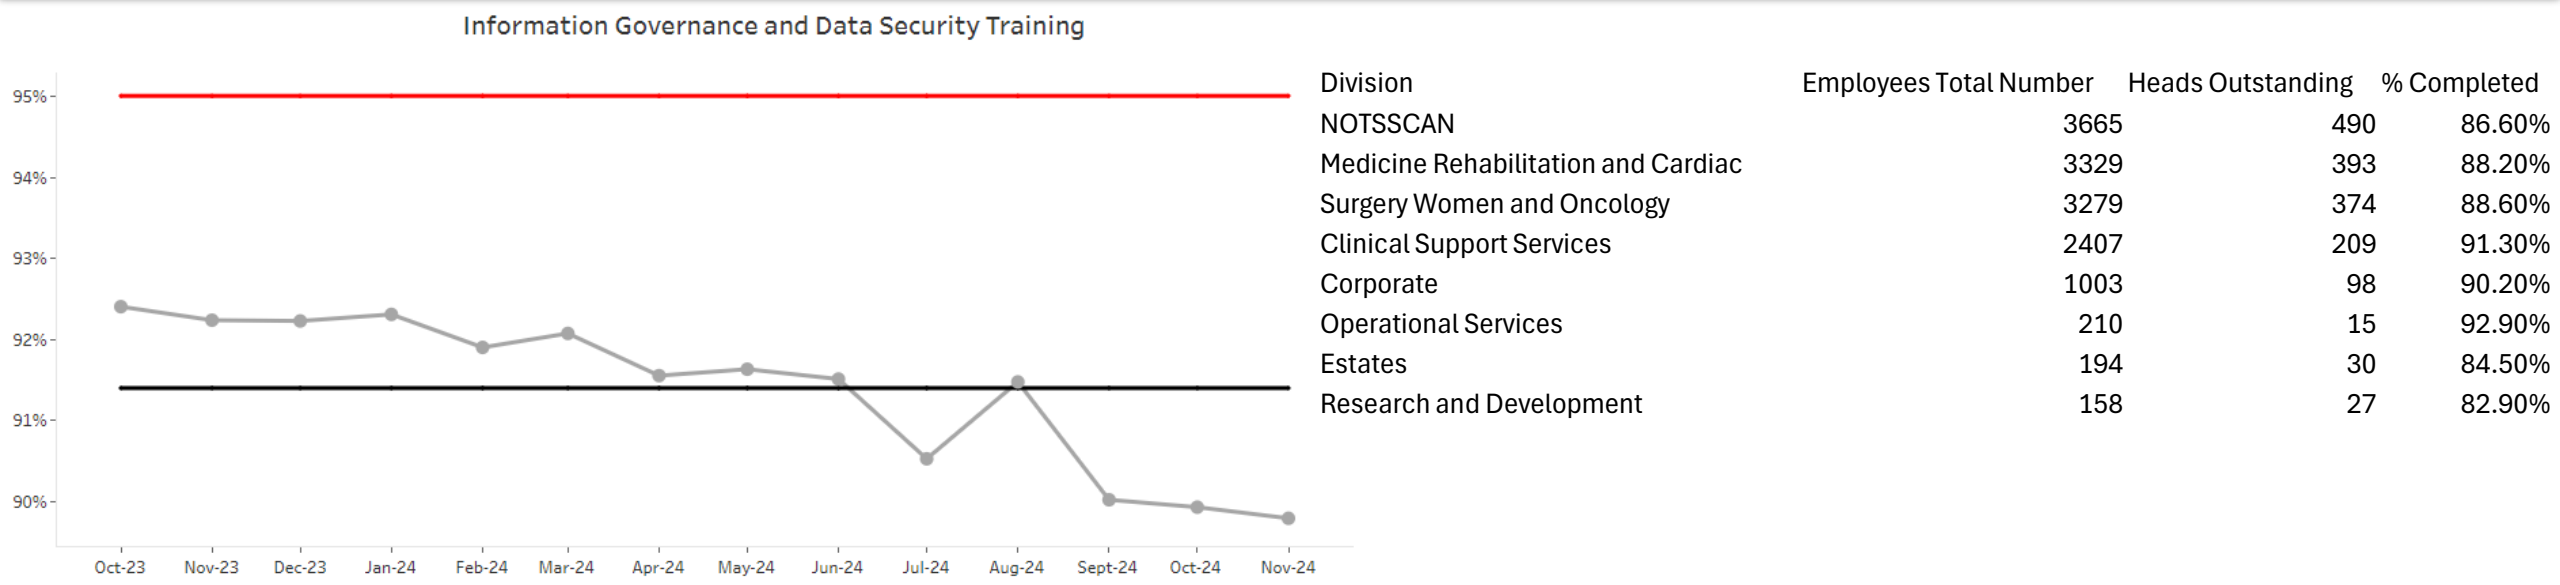 Information Governance and Data Security Training
95%
94%
93%
92%
91%
90%
Oct-23 Nov-23 Dec-23 Jan-24 Feb-24 Mar-24 Apr-24 May-24 Jun-24 Jul-24 Aug-24 Sept-24 Oct-24 Nov-24
Division Employees Total Number Heads Outstanding % Completed
NOTSSCAN 3665 490 86.60%
Medicine Rehabilitation and Cardiac 3329 393 88.20%
Surgery Women and Oncology 3279 374 88.60%
Clinical Support Services 2407 209 91.30%
Corporate 1003 98 90.20%
Operational Services 210 15 92.90%
Estates 194 30 84.50%
Research and Development 158 27 82.90%